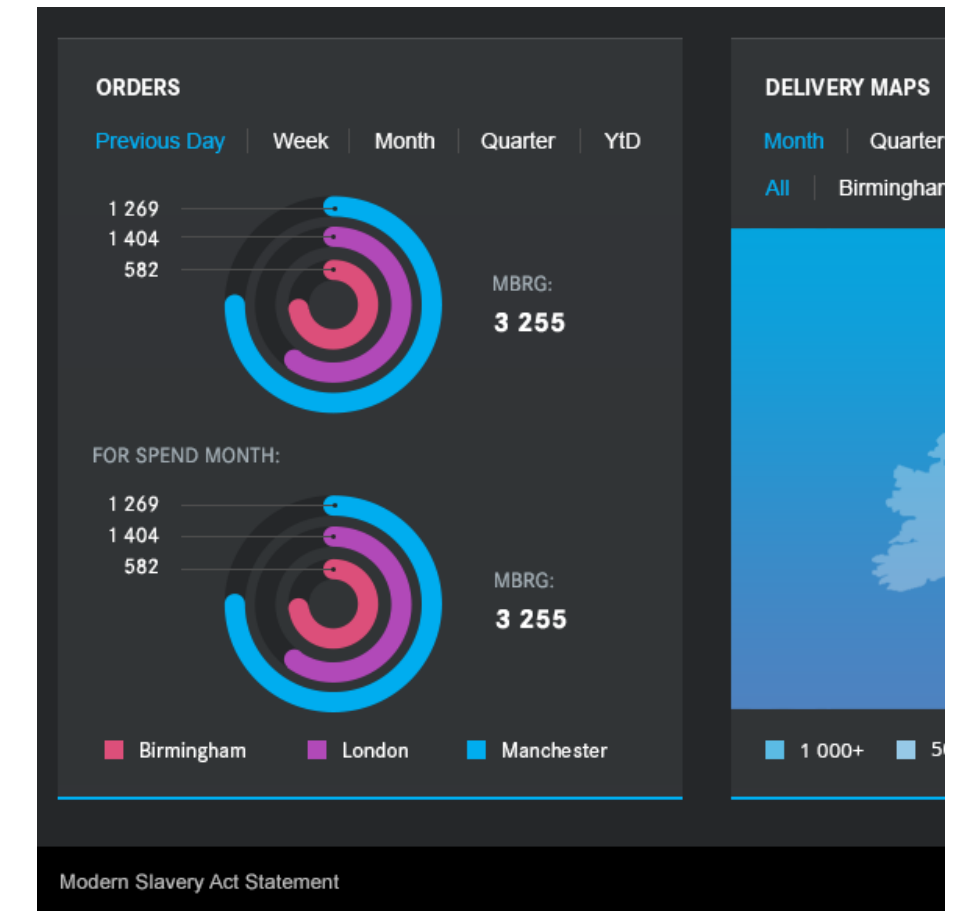 ORDERS
Previous Day Week Month Quarter YtD
1 269
1 404
582
MBRG:
3 255
FOR SPEND MONTH:
1 269
1 404
582
MBRG:
3 255
Birmingham London Manchester
DELIVERY MAPS
Month Quarter
All
1 000+
Modern Slavery Act Statement